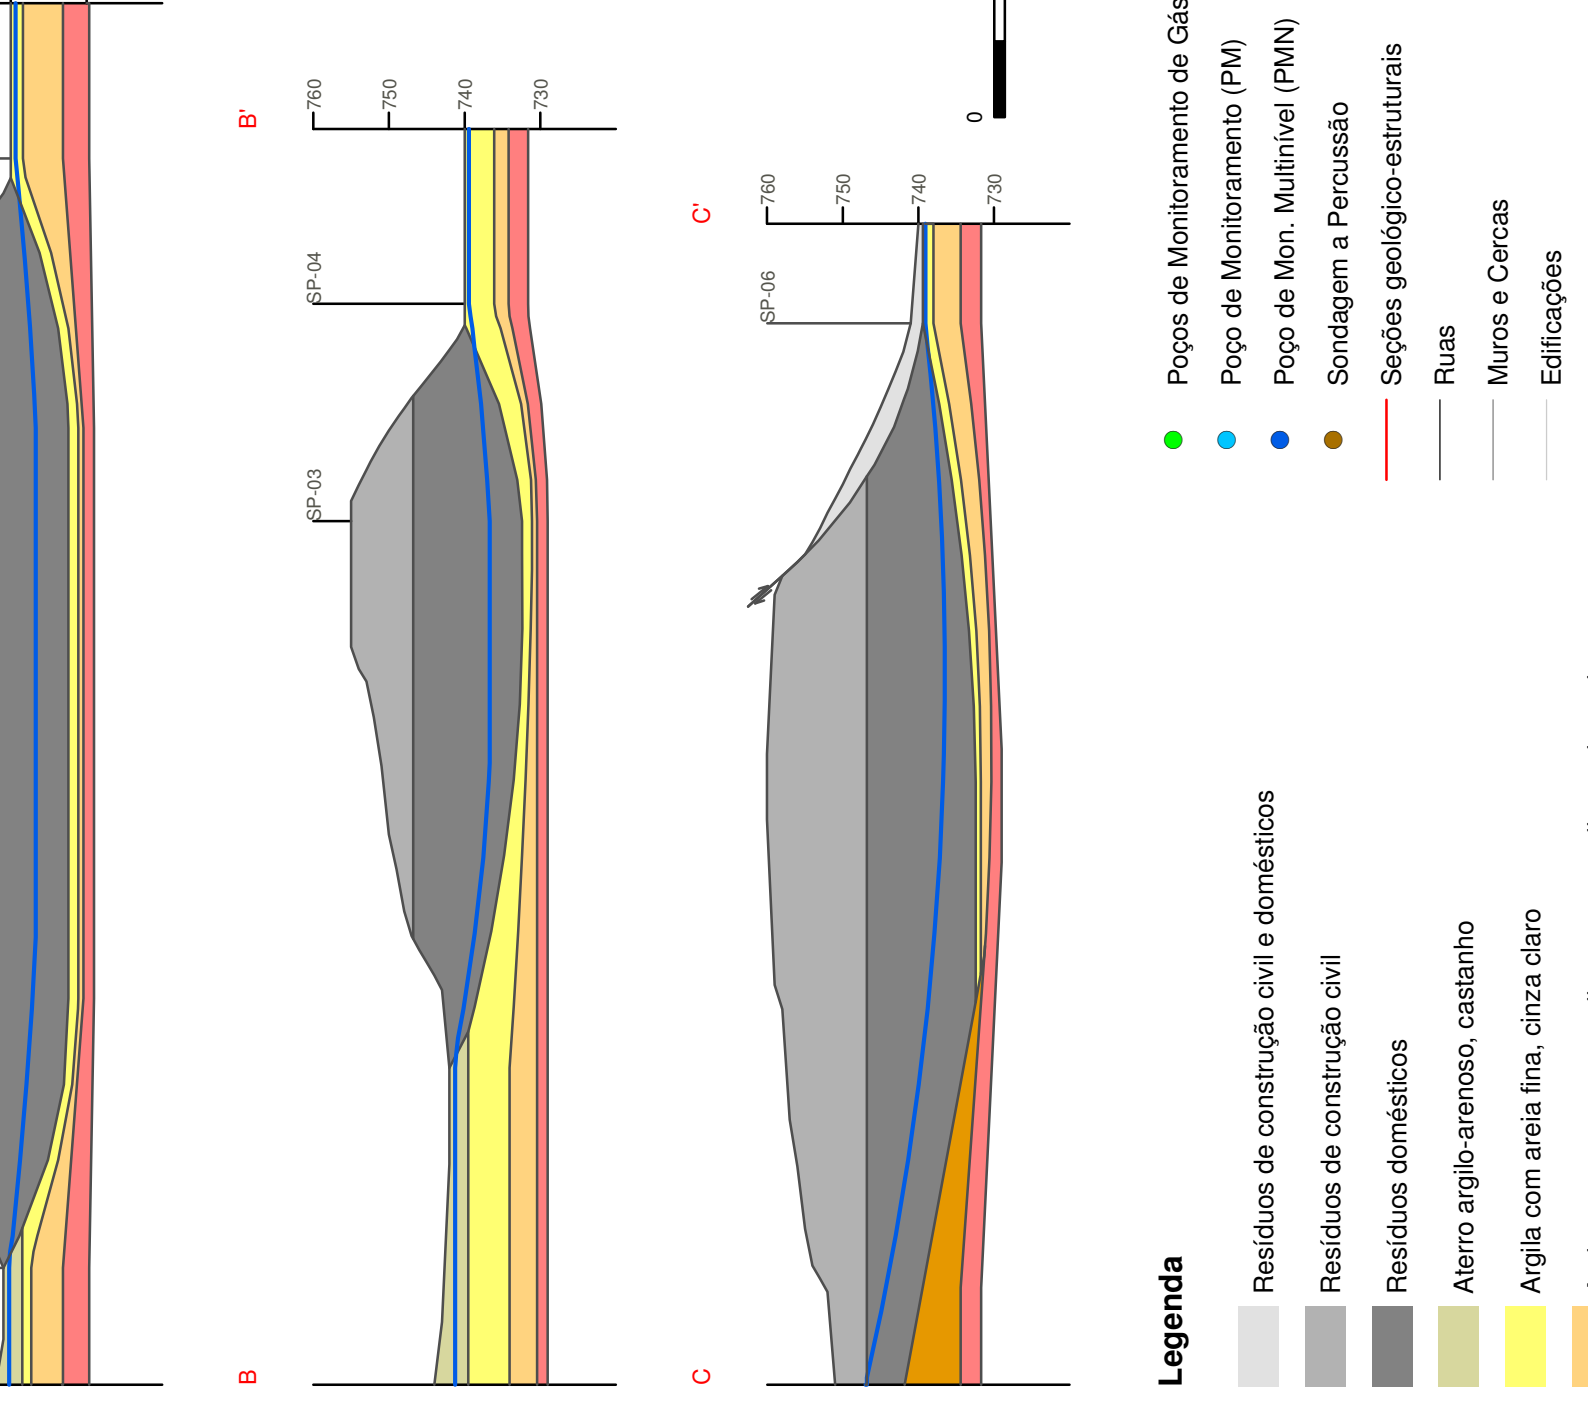 B'
760
750
740
730
SP-04
SP-03
B
C'
760
750
740
730
SP-06
C
0
Poços de Monitoramento de Gás
Poço de Monitoramento (PM)
Poço de Mon. Multinível (PMN)
Sondagem a Percussão
Seções geológico-estruturais
Ruas
Muros e Cercas
Edificações
Legenda
Resíduos de construção civil e domésticos
Resíduos de construção civil
Resíduos domésticos
Aterro argilo-arenoso, castanho
Argila com areia fina, cinza claro